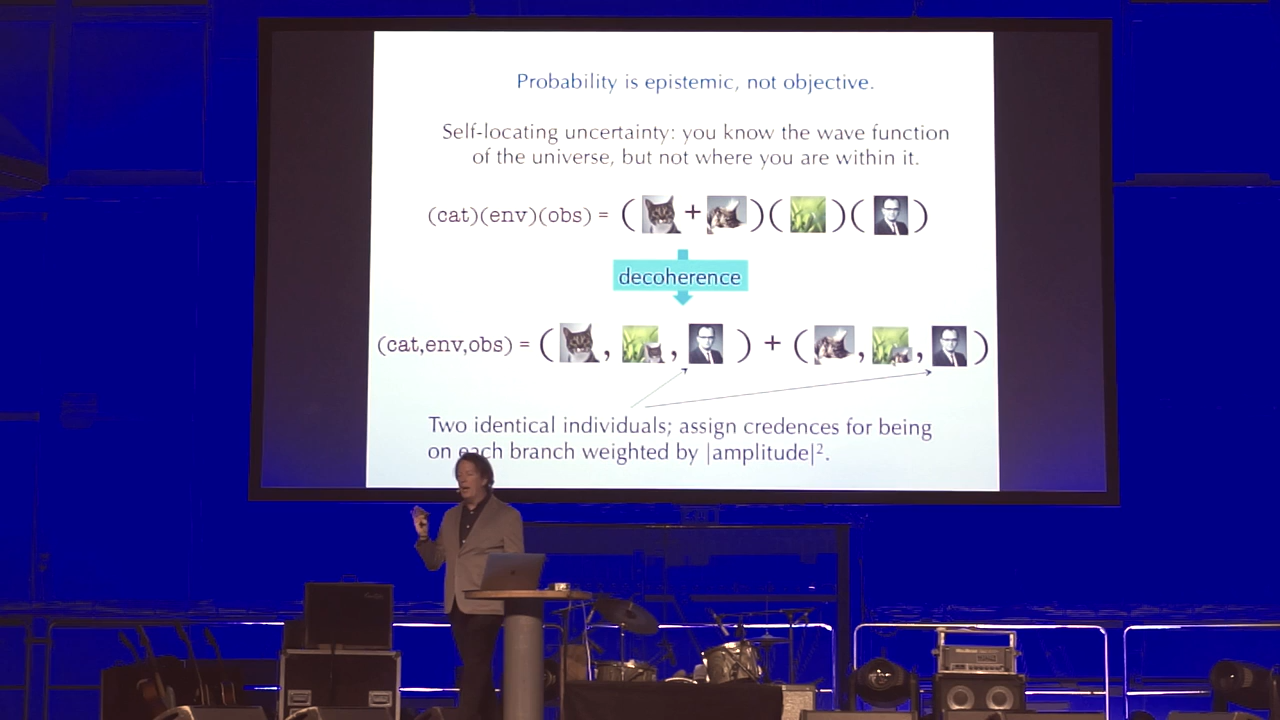 Probability is epistemic, not objective.
Self-locating uncertainty: you know the wave function
of the universe, but not where you are within it.
(cat)(env)(obs) = ( + )( )( )
decoherence
(cat,env,obs) = ( , , ) + ( , , )
Two identical individuals; assign credences for being
on each branch weighted by |amplitude|².